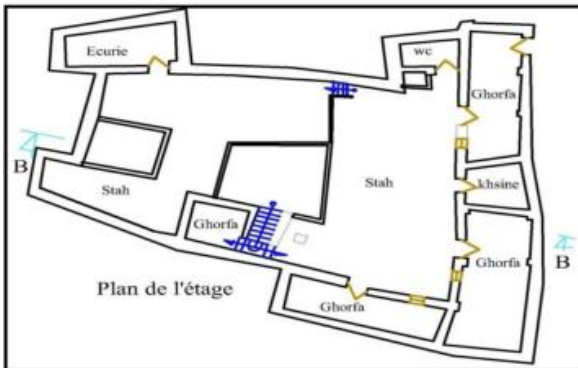 Ecurie
wc
Ghorfa
B
Stah
Stah
khsine
Ghorfa
Ghorfa
B
Plan de l'étage
Ghorfa